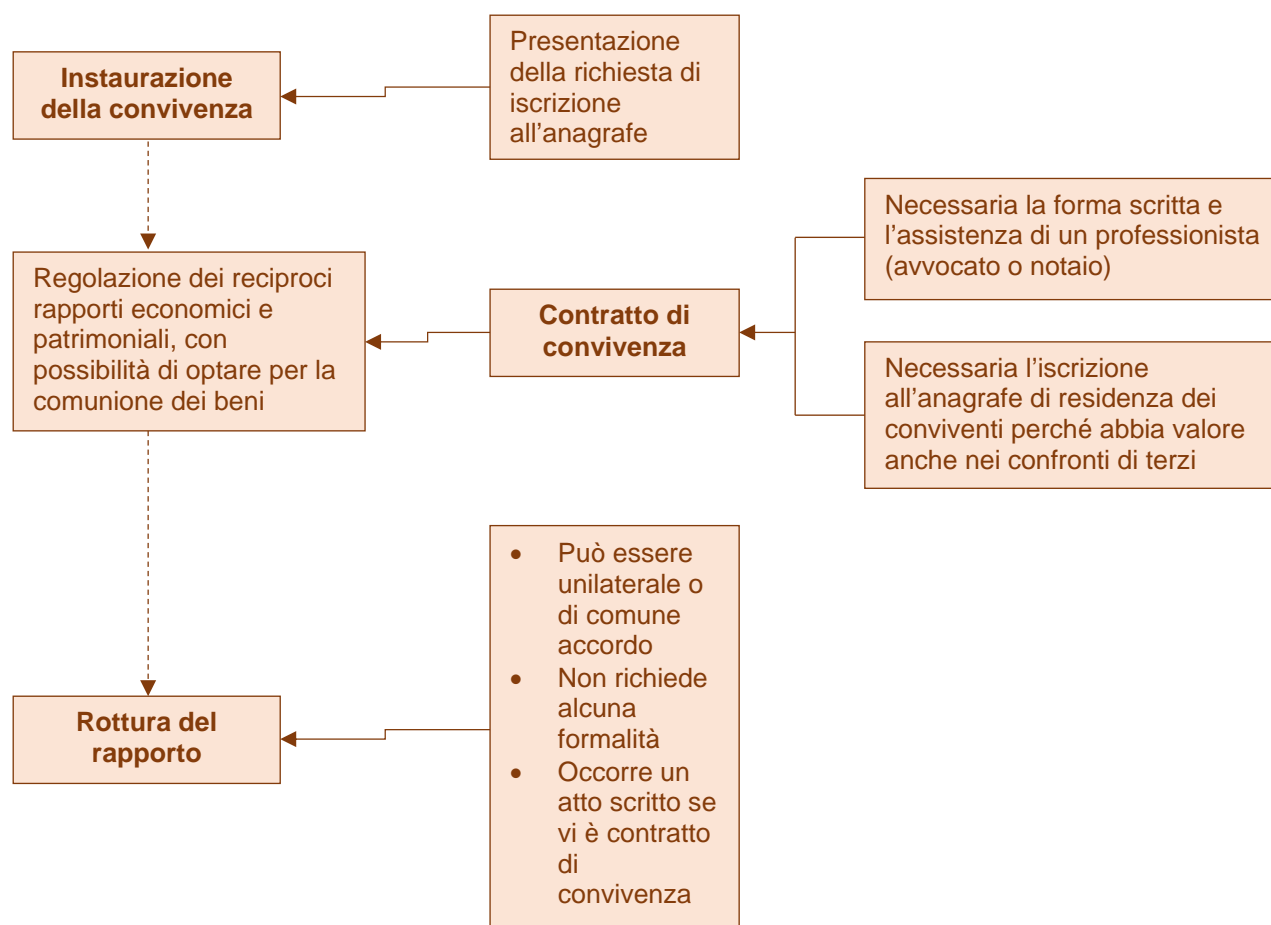 Instaurazione
della convivenza
Presentazione
della richiesta di
iscrizione
all’anagrafe
Regolazione dei reciproci
rapporti economici e
patrimoniali, con
possibilità di optare per la
comunione dei beni
Contratto di
convivenza
Necessaria la forma scritta e
l’assistenza di un professionista
(avvocato o notaio)
Necessaria l’iscrizione
all’anagrafe di residenza dei
conviventi perché abbia valore
anche nei confronti di terzi
Rottura del
rapporto
• Può essere
unilaterale o
di comune
accordo
• Non richiede
alcuna
formalità
• Occorre un
atto scritto se
vi è contratto
di
convivenza